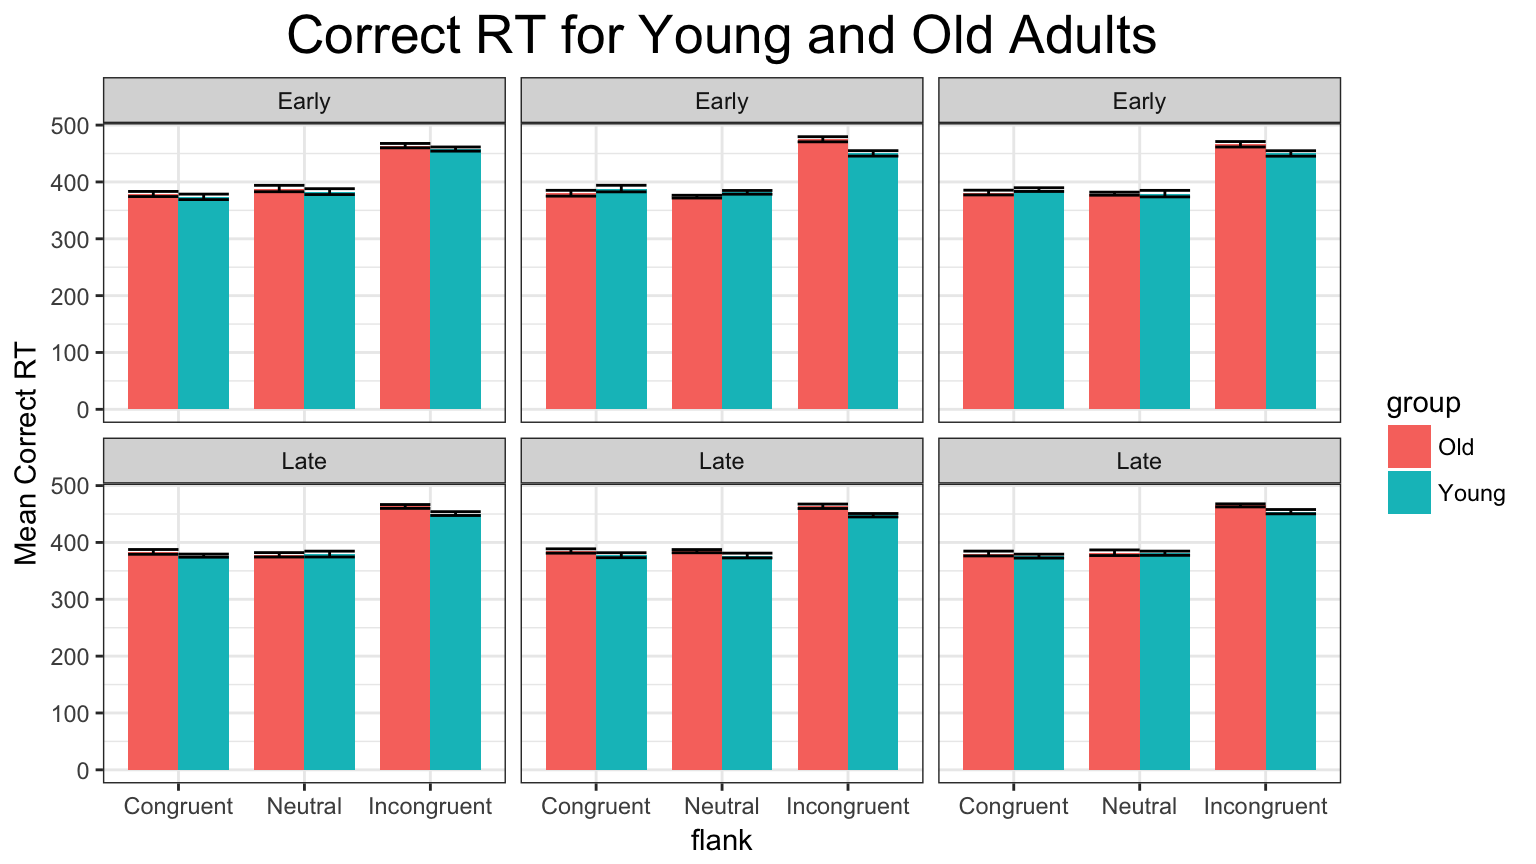 Correct RT for Young and Old Adults
Early
Early
Early
500
400
300
200
100
0
Late
Late
Late
500
400
300
200
100
0
Mean Correct RT
Congruent Neutral Incongruent
Congruent Neutral Incongruent
Congruent Neutral Incongruent
flank
group
Old
Young